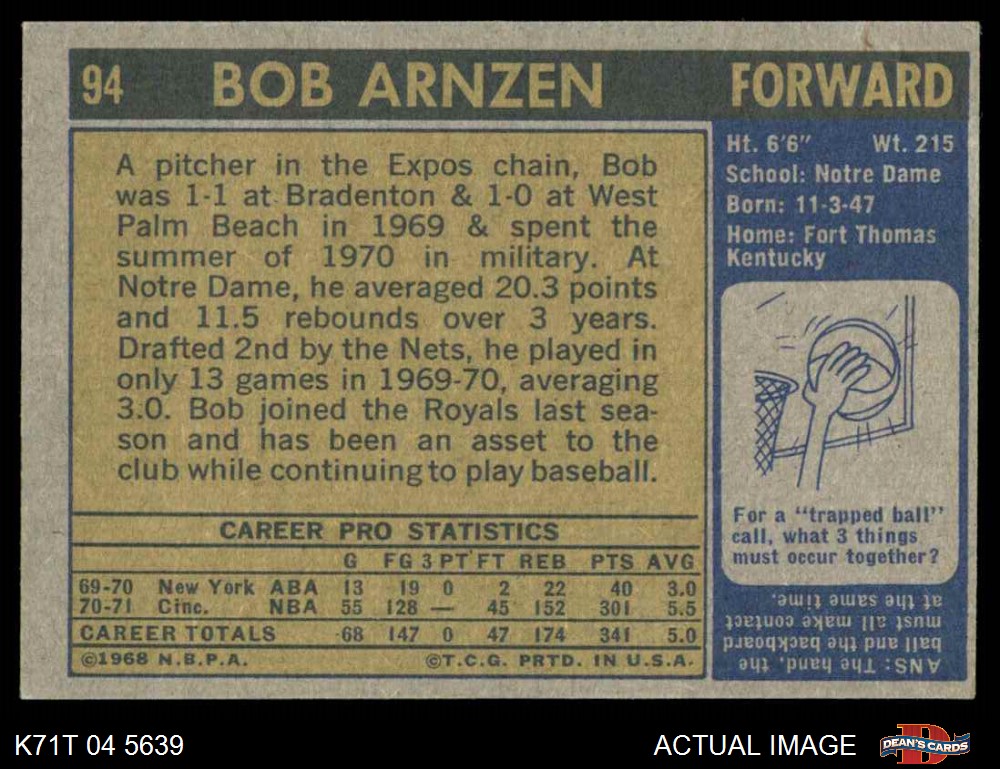 94 BOB ARNZEN FORWARD
A pitcher in the Expos chain, Bob
was 1-1 at Bradenton & 1-0 at West
Palm Beach in 1969 & spent the
summer of 1970 in military. At
Notre Dame, he averaged 20.3 points
and 11.5 rebounds over 3 years.
Drafted 2nd by the Nets, he played in
only 13 games in 1969-70, averaging
3.0. Bob joined the Royals last sea-
son and has been an asset to the
club while continuing to play baseball.
CAREER PRO STATISTICS
G FG 3 PT FT REB PTS AVG
69-70 New York ABA 13 19 0 2 22 40 3.0
70-71 Cinc. NBA 55 128 — 45 152 301 5.5
CAREER TOTALS 68 147 0 47 174 341 5.0
©1968 N.B.P.A. ©T.C.G. PRTD. IN U.S.A.
Ht. 6'6" Wt. 215
School: Notre Dame
Born: 11-3-47
Home: Fort Thomas
Kentucky
For a "trapped ball"
call, what 3 things
must occur together?
ANS: The hand, the
ball and the backboard
must all make contact
at the same time.
K71T 04 5639
ACTUAL IMAGE
D
DEAN'S CARDS